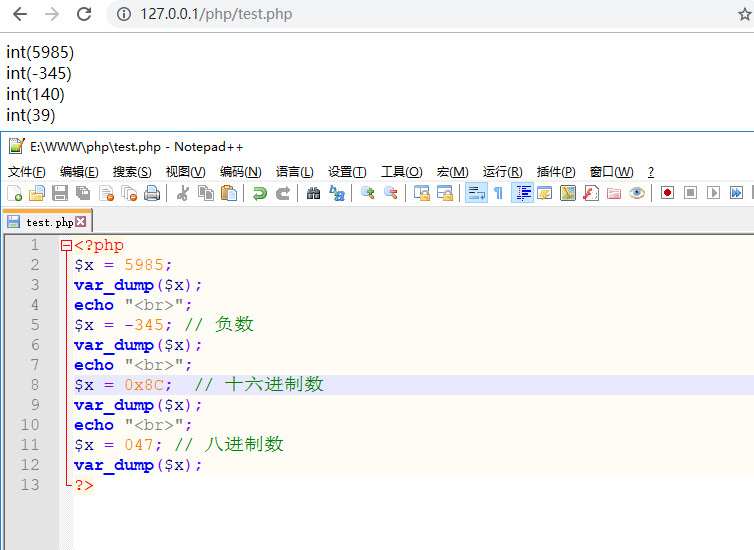 127.0.0.1/php/test.php
int(5985)
int(-345)
int(140)
int(39)
E:\WWW\php\test.php - Notepad++
文件(F) 编辑(E) 搜索(S) 视图(V) 编码(N) 语言(L) 设置(T) 工具(O) 宏(M) 运行(R) 插件(P) 窗口(W) ?
test.php
1 <?php
2 $x = 5985;
3 var_dump($x);
4 echo "<br>";
5 $x = -345; // 负数
6 var_dump($x);
7 echo "<br>";
8 $x = 0x8C;  // 十六进制数
9 var_dump($x);
10 echo "<br>";
11 $x = 047; // 八进制数
12 var_dump($x);
13 ?>